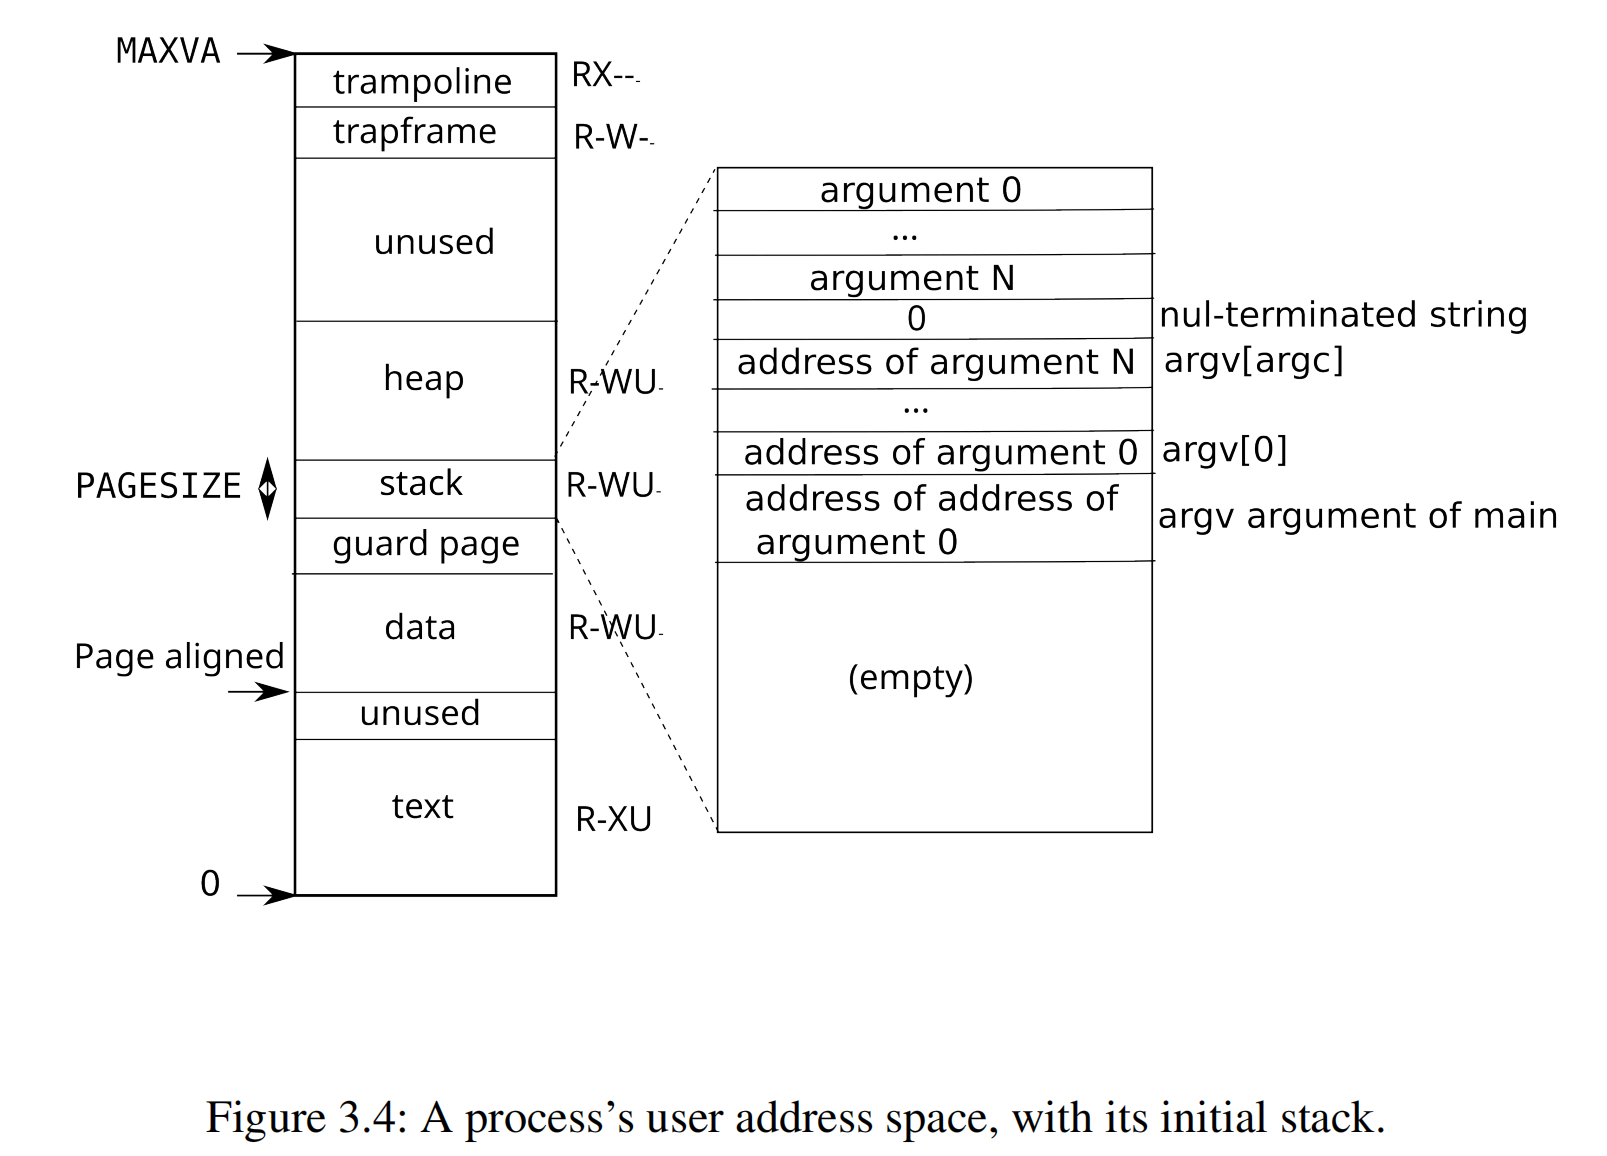 MAXVA
trampoline
RX---
trapframe
R-W--
unused
heap
R-WU-
PAGESIZE
stack
R-WU-
guard page
data
R-WU-
Page aligned
unused
text
R-XU
0
argument 0
...
argument N
0
nul-terminated string
address of argument N
argv[argc]
...
address of argument 0
argv[0]
address of address of
argument 0
argv argument of main
(empty)
Figure 3.4: A process’s user address space, with its initial stack.